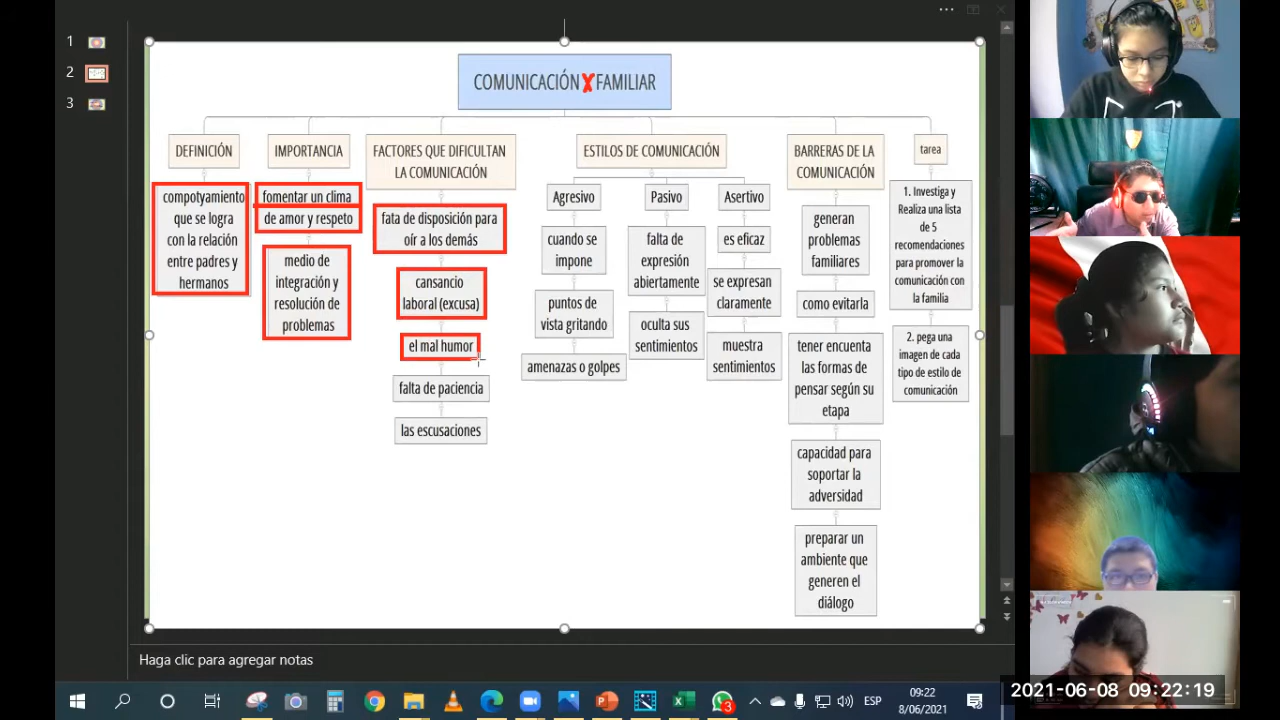 1
2
3
COMUNICACIÓN X FAMILIAR
DEFINICIÓN
compotyamiento
que se logra
con la relación
entre padres y
hermanos
IMPORTANCIA
fomentar un clima
de amor y respeto
medio de
integración y
resolución de
problemas
FACTORES QUE DIFICULTAN
LA COMUNICACIÓN
fata de disposición para
oír a los demás
cansancio
laboral (excusa)
el mal humor
falta de paciencia
las escusaciones
ESTILOS DE COMUNICACIÓN
Agresivo
cuando se
impone
puntos de
vista gritando
amenazas o golpes
Pasivo
falta de
expresión
abiertamente
oculta sus
sentimientos
Asertivo
es eficaz
se expresan
claramente
muestra
sentimientos
BARRERAS DE LA
COMUNICACIÓN
generan
problemas
familiares
como evitarla
tener encuenta
las formas de
pensar según su
etapa
capacidad para
soportar la
adversidad
preparar un
ambiente que
generen el
diálogo
tarea
1. Investiga y
Realiza una lista
de 5
recomendaciones
para promover la
comunicación con
la familia
2. pega una
imagen de cada
tipo de estilo de
comunicación
Haga clic para agregar notas
3
ESP
09:22
8/06/2021
2021-06-08 09:22:19